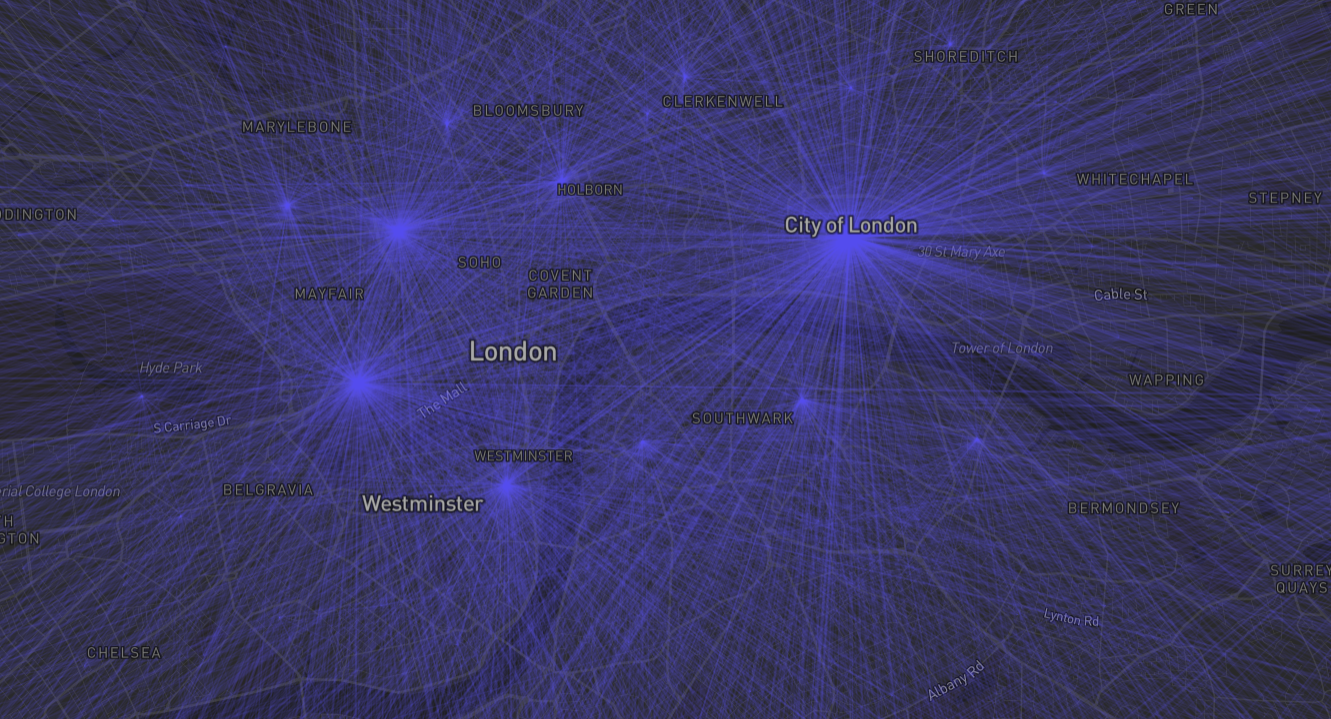 GREEN
SHOREDITCH
CLERKENWELL
BLOOMSBURY
MARYLEBONE
WHITECHAPEL
HOLBORN
STEPNEY
DDINGTON
City of London
30 St Mary Axe
SOHO
COVENT
GARDEN
MAYFAIR
Cable St
London
Tower of London
Hyde Park
WAPPING
The Mall
S Carriage Dr
SOUTHWARK
WESTMINSTER
BELGRAVIA
erial College London
Westminster
BERMONDSEY
H
GTON
SURREY
QUAYS
Lynton Rd
CHELSEA
Albany Rd